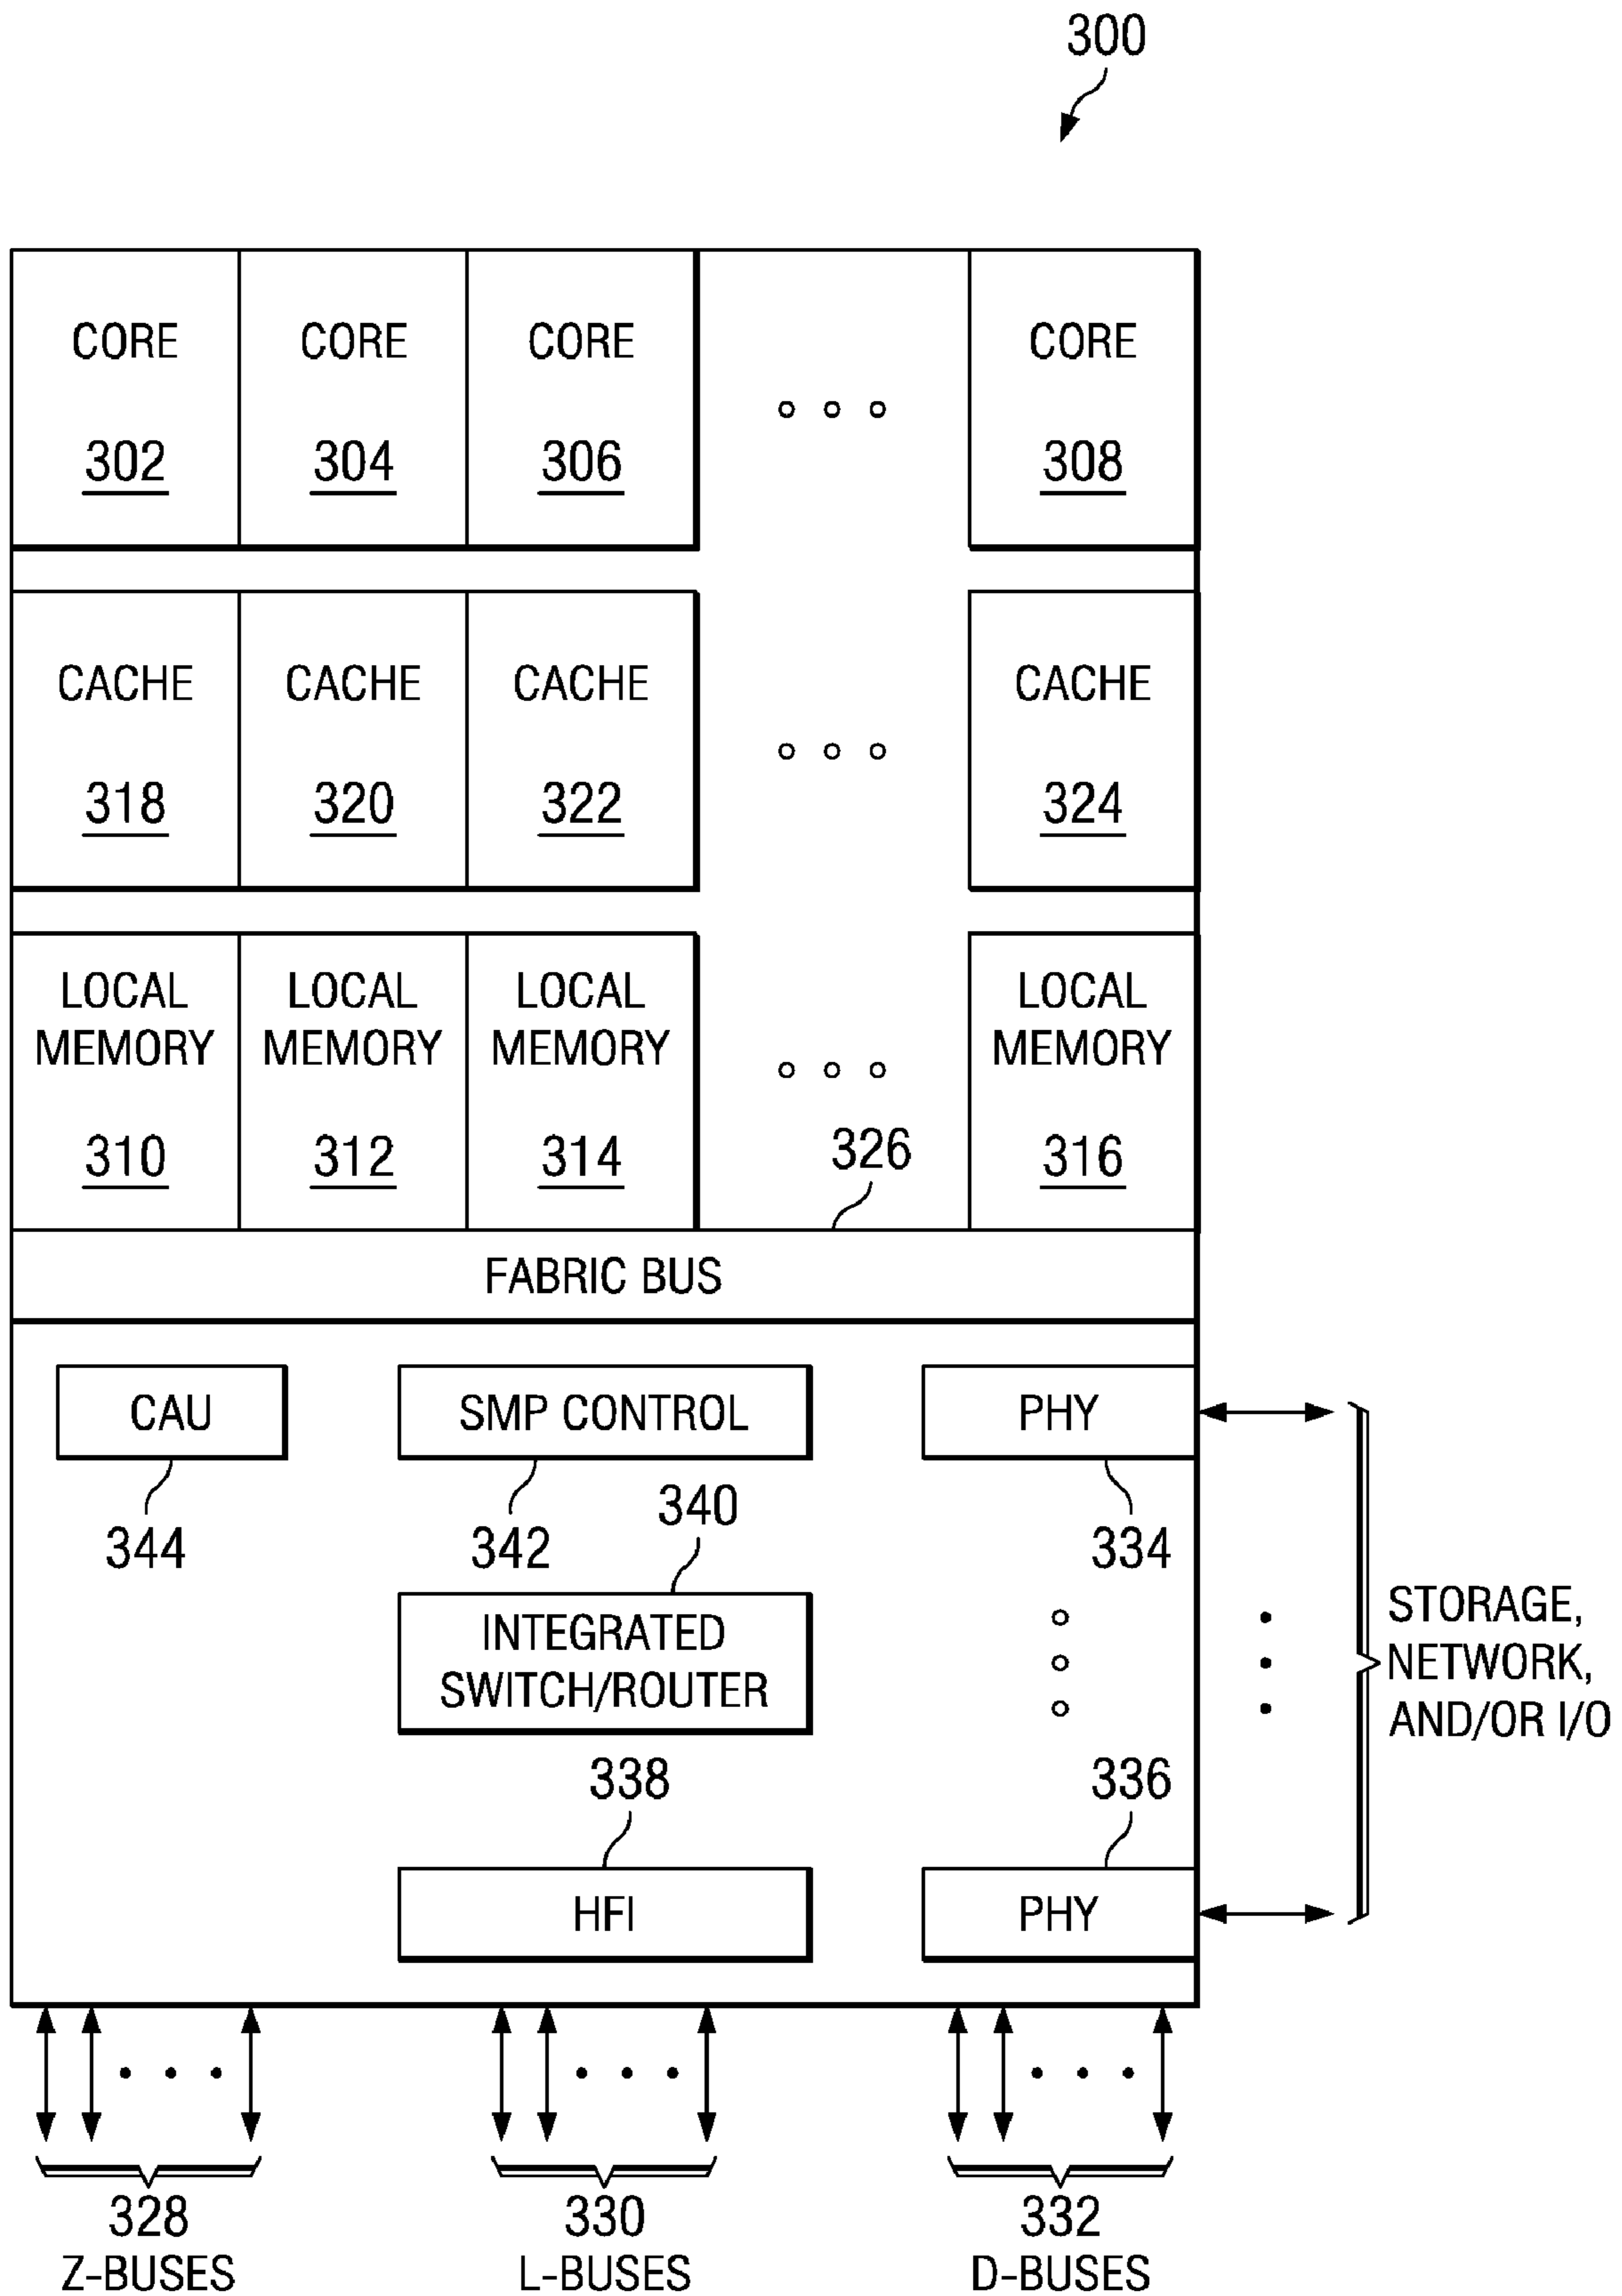 300
CORE CORE CORE CORE
302 304 306 308
CACHE CACHE CACHE CACHE
318 320 322 324
LOCAL MEMORY LOCAL MEMORY LOCAL MEMORY LOCAL MEMORY
310 312 314 316
326
FABRIC BUS
CAU SMP CONTROL PHY
344 342 334
340
INTEGRATED
SWITCH/ROUTER
STORAGE,
NETWORK,
AND/OR I/O
338 336
HFI PHY
328 330 332
Z-BUSES L-BUSES D-BUSES